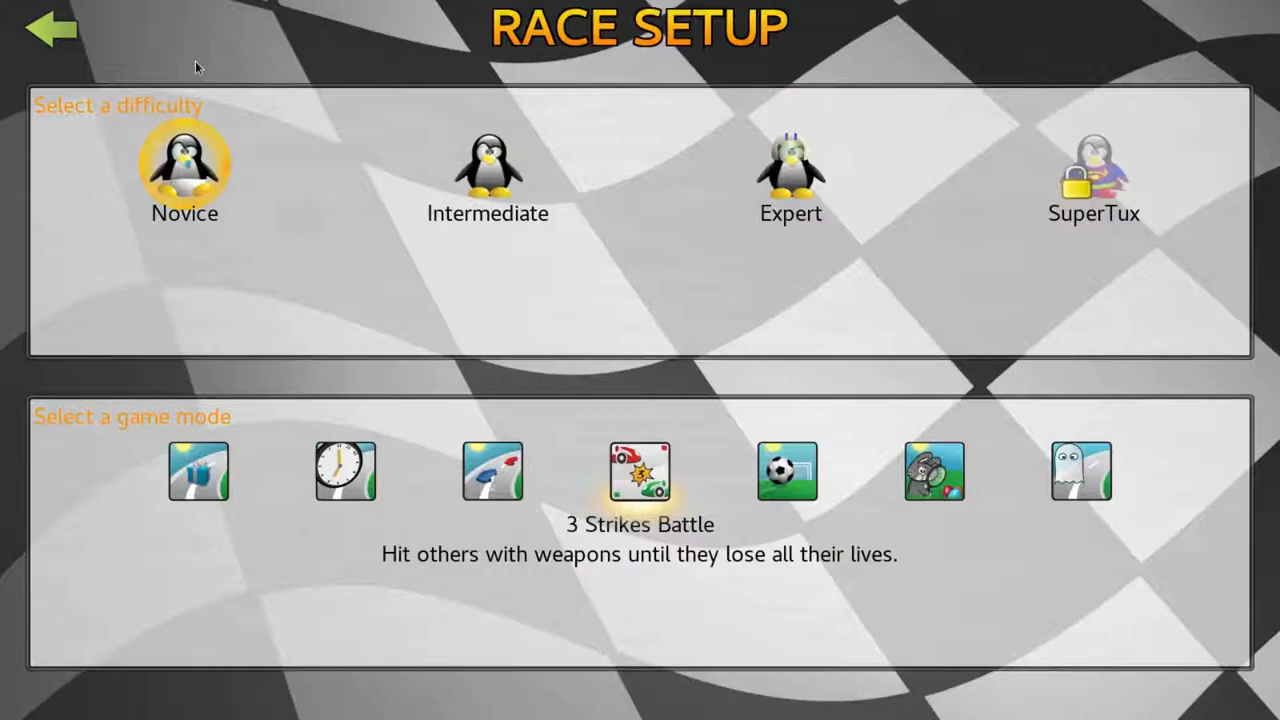 RACE SETUP
Select a difficulty
Novice
Intermediate
Expert
SuperTux
Select a game mode
3 Strikes Battle
Hit others with weapons until they lose all their lives.